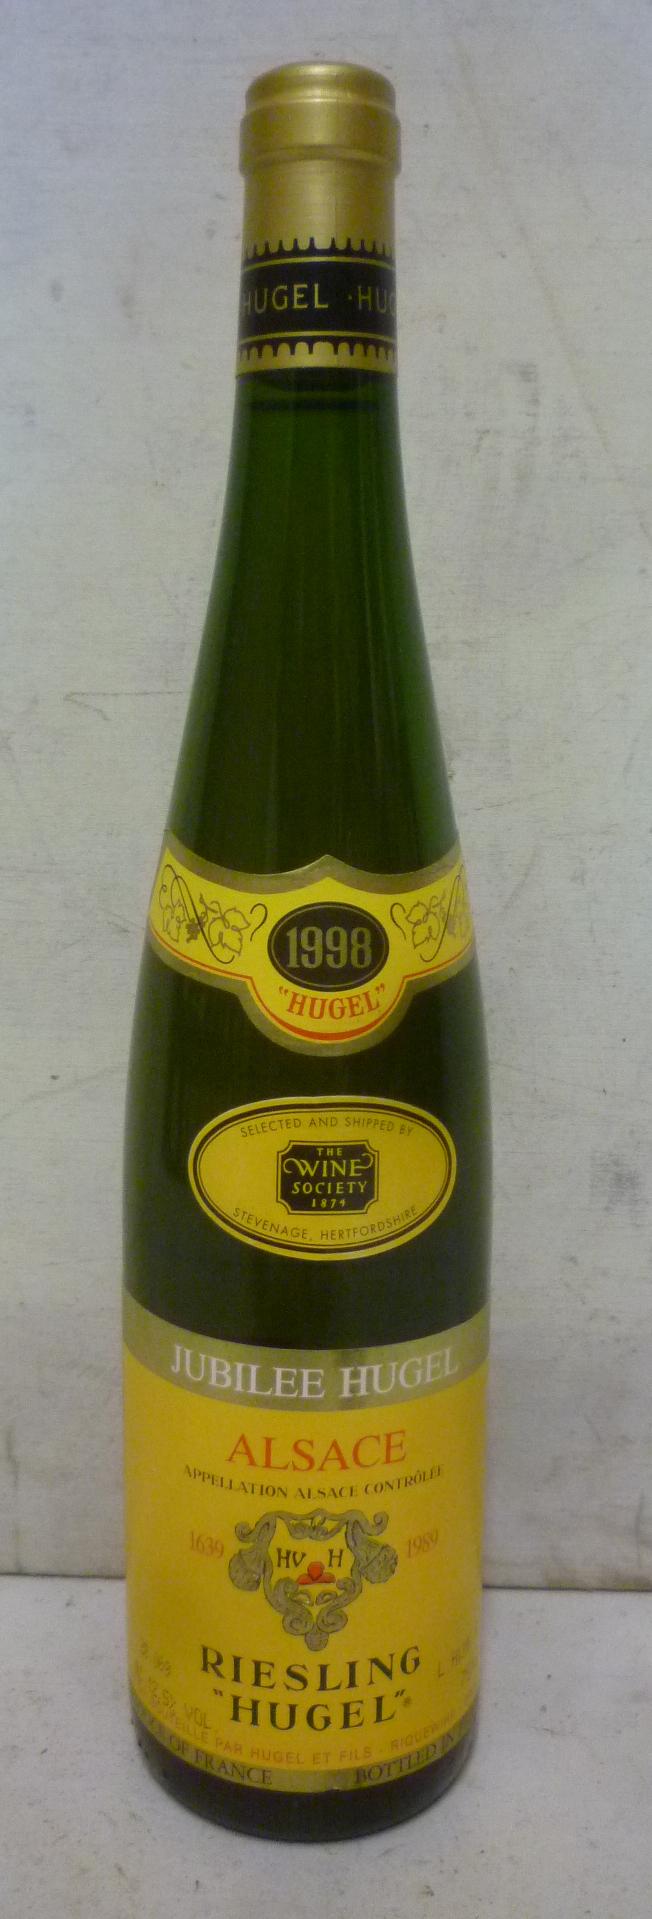 HUGEL · HUG
1998
"HUGEL"
SELECTED AND SHIPPED BY
THE
WINE
SOCIETY
1874
STEVENAGE, HERTFORDSHIRE
JUBILEE HUGEL
ALSACE
APPELLATION ALSACE CONTRÔLÉE
1639 1989
HV H
RIESLING
"HUGEL"®
12,5% VOL
PAR HUGEL ET FILS - 
OF FRANCE BOTTLED IN